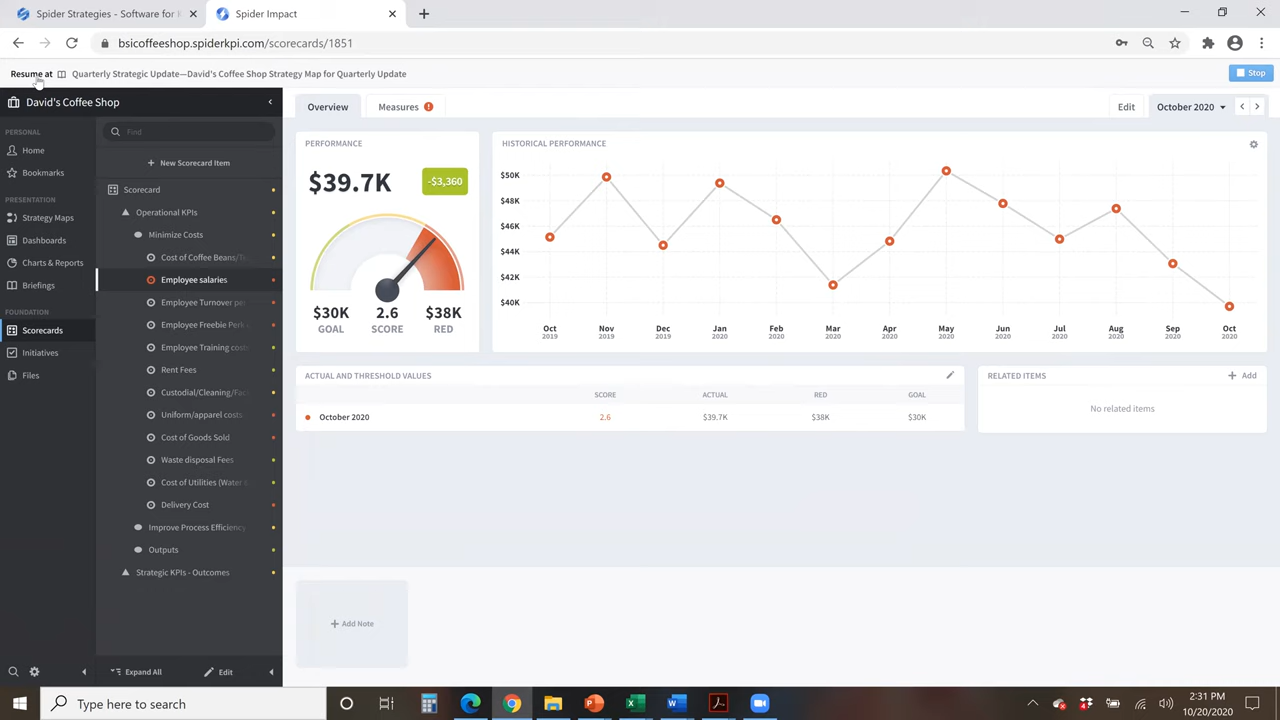 Spider Strategies - Software for
Spider Impact
bsicoffeeshop.spiderkpi.com/scorecards/1851
Resume at
Quarterly Strategic Update—David's Coffee Shop Strategy Map for Quarterly Update
Stop
David's Coffee Shop
PERSONAL
Home
Bookmarks
PRESENTATION
Strategy Maps
Dashboards
Charts & Reports
Briefings
FOUNDATION
Scorecards
Initiatives
Files
Find
New Scorecard Item
Scorecard
Operational KPIs
Minimize Costs
Cost of Coffee Beans/
Employee salaries
Employee Turnover
Employee Freebie Perk
Employee Training cost
Rent Fees
Custodial/Cleaning/
Uniform/apparel costs
Cost of Goods Sold
Waste disposal Fees
Cost of Utilities (Water
Delivery Cost
Improve Process Efficiency
Outputs
Strategic KPIs - Outcomes
Expand All
Edit
Overview
Measures
Edit
October 2020
PERFORMANCE
$39.7K
-$3,360
$30K
GOAL
2.6
SCORE
$38K
RED
HISTORICAL PERFORMANCE
$50K
$48K
$46K
$44K
$42K
$40K
Oct Nov Dec Jan Feb Mar Apr May Jun Jul Aug Sep Oct
2019 2019 2019 2020 2020 2020 2020 2020 2020 2020 2020 2020 2020
ACTUAL AND THRESHOLD VALUES
SCORE ACTUAL RED GOAL
October 2020 2.6 $39.7K $38K $30K
RELATED ITEMS
Add
No related items
Add Note
Type here to search
2:31 PM
10/20/2020